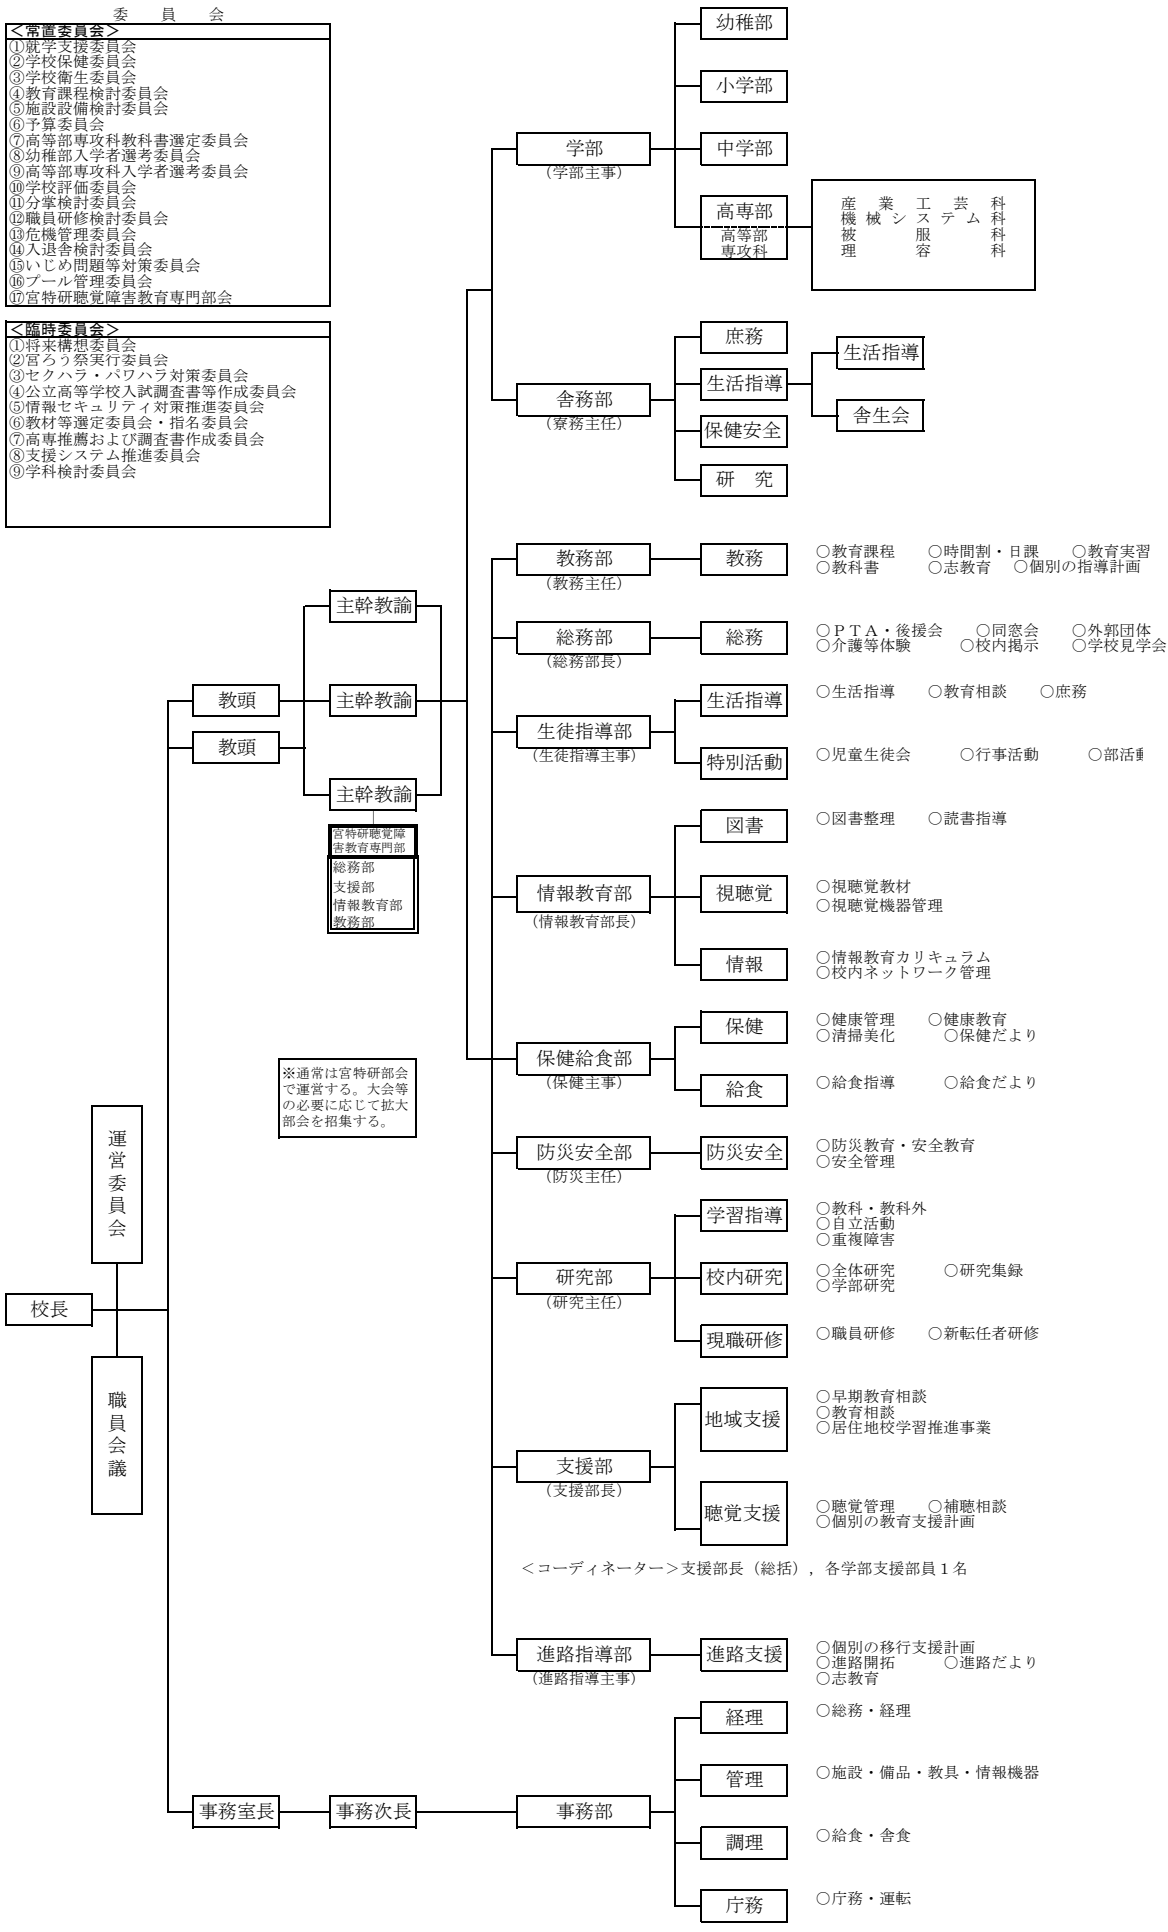 委　員　会
＜常置委員会＞
①就学支援委員会
②学校保健委員会
③学校衛生委員会
④教育課程検討委員会
⑤施設設備検討委員会
⑥予算委員会
⑦高等部専攻科教科書選定委員会
⑧幼稚部入学者選考委員会
⑨高等部専攻科入学者選考委員会
⑩学校評価委員会
⑪分掌検討委員会
⑫職員研修検討委員会
⑬危機管理委員会
⑭入退舎検討委員会
⑮いじめ問題等対策委員会
⑯プール管理委員会
⑰宮特研聴覚障害教育専門部会
＜臨時委員会＞
①将来構想委員会
②宮ろう祭実行委員会
③セクハラ・パワハラ対策委員会
④公立高等学校入試調査書等作成委員会
⑤情報セキュリティ対策推進委員会
⑥教材等選定委員会・指名委員会
⑦高専推薦および調査書作成委員会
⑧支援システム推進委員会
⑨学科検討委員会
校長
運営委員会
職員会議
教頭
教頭
主幹教諭
主幹教諭
主幹教諭
宮特研聴覚障
害教育専門部
総務部
支援部
情報教育部
教務部
※通常は宮特研部会
で運営する。大会等
の必要に応じて拡大
部会を招集する。
学部
（学部主事）
幼稚部
小学部
中学部
高専部
高等部
専攻科
産業工芸科
機械システム科
被服科
理容科
舎務部
（寮務主任）
庶務
生活指導
生活指導
舎生会
保健安全
研　究
教務部
（教務主任）
教務
○教育課程　○時間割・日課　○教育実習
○教科書　○志教育　○個別の指導計画
総務部
（総務部長）
総務
○ＰＴＡ・後援会　○同窓会　○外郭団体
○介護等体験　○校内掲示　○学校見学会
生徒指導部
（生徒指導主事）
生活指導
○生活指導　○教育相談　○庶務
特別活動
○児童生徒会　○行事活動　○部活動
情報教育部
（情報教育部長）
図書
○図書整理　○読書指導
視聴覚
○視聴覚教材
○視聴覚機器管理
情報
○情報教育カリキュラム
○校内ネットワーク管理
保健給食部
（保健主事）
保健
○健康管理　○健康教育
○清掃美化　○保健だより
給食
○給食指導　○給食だより
防災安全部
（防災主任）
防災安全
○防災教育・安全教育
○安全管理
研究部
（研究主任）
学習指導
○教科・教科外
○自立活動
○重複障害
校内研究
○全体研究　○研究集録
○学部研究
現職研修
○職員研修　○新転任者研修
支援部
（支援部長）
地域支援
○早期教育相談
○教育相談
○居住地校学習推進事業
聴覚支援
○聴覚管理　○補聴相談
○個別の教育支援計画
＜コーディネーター＞支援部長（総括），各学部支援部員１名
進路指導部
（進路指導主事）
進路支援
○個別の移行支援計画
○進路開拓　○進路だより
○志教育
事務室長
事務次長
事務部
経理
○総務・経理
管理
○施設・備品・教具・情報機器
調理
○給食・舎食
庁務
○庁務・運転